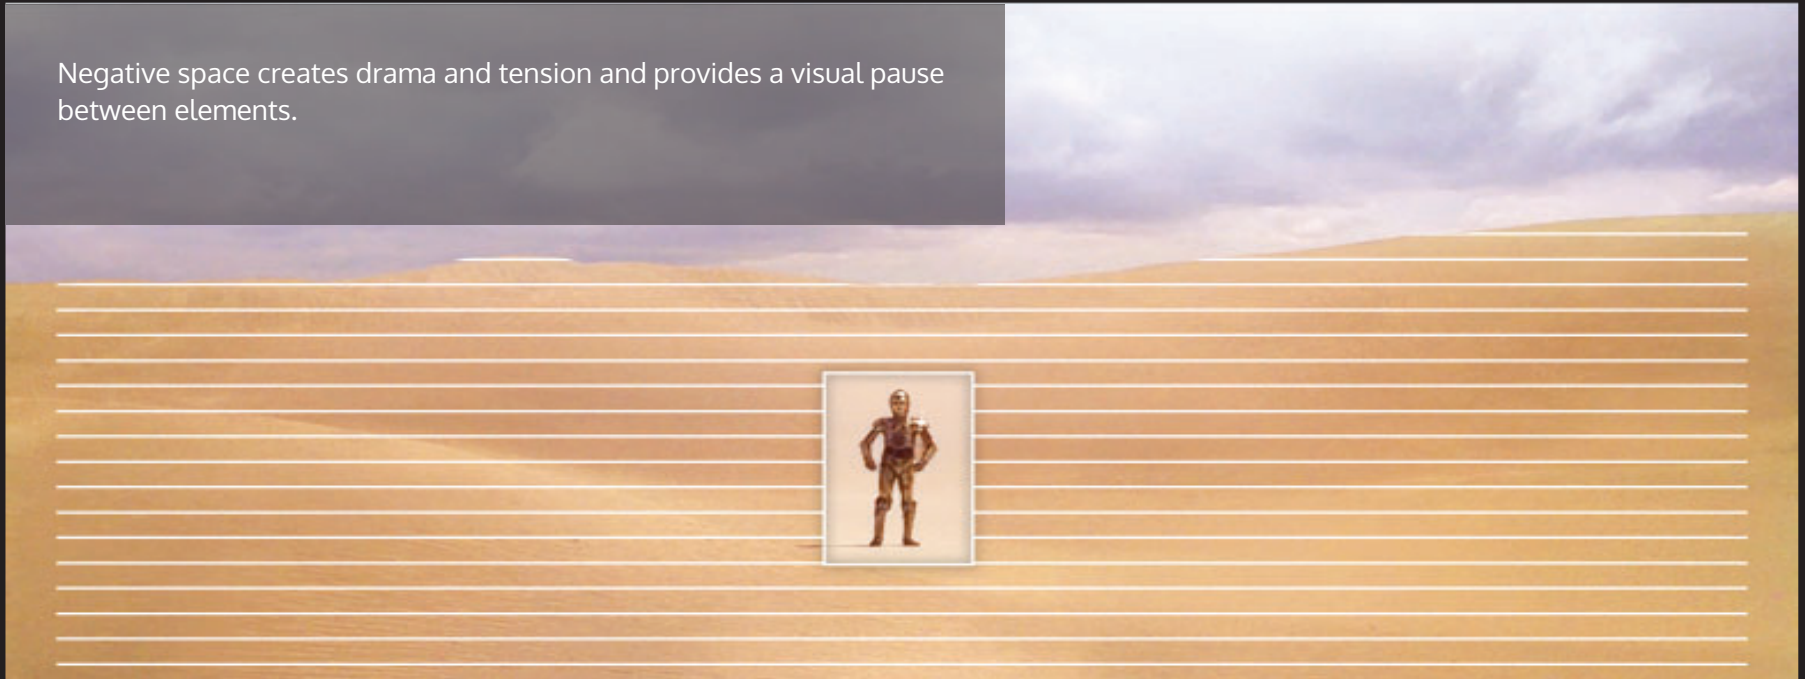 Negative space creates drama and tension and provides a visual pause
between elements.